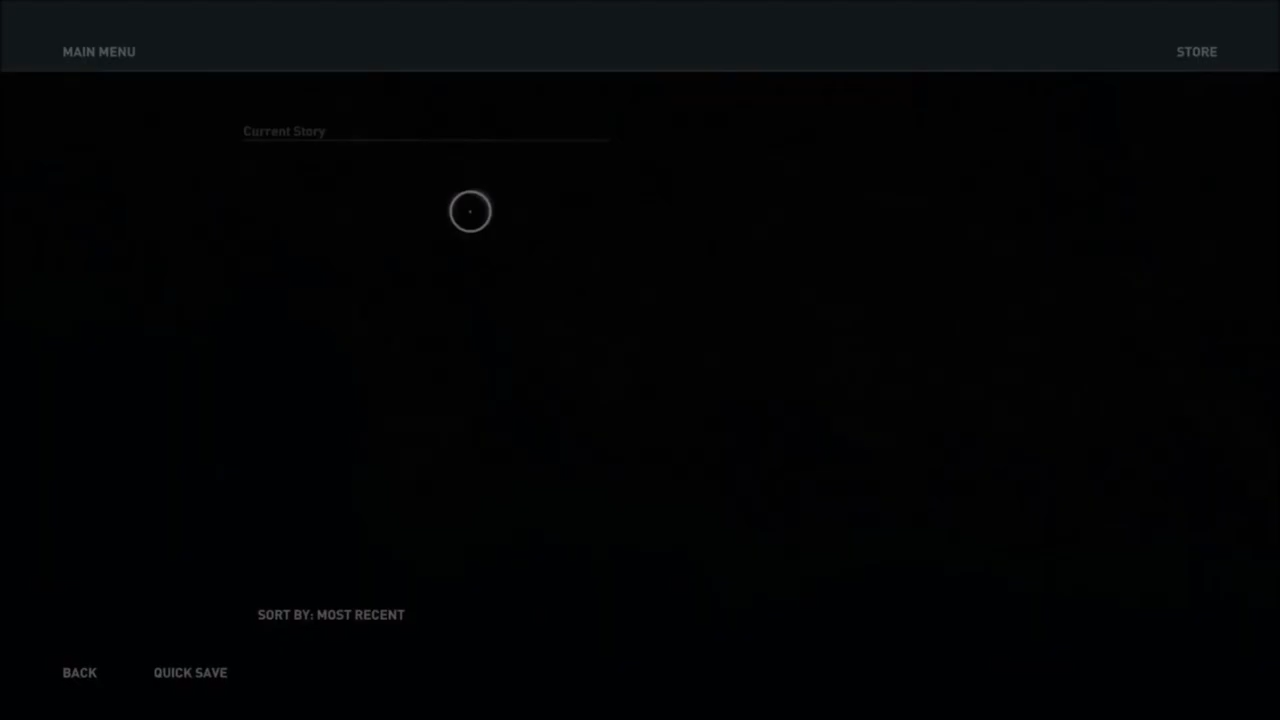 MAIN MENU
STORE
Current Story
SORT BY: MOST RECENT
BACK
QUICK SAVE